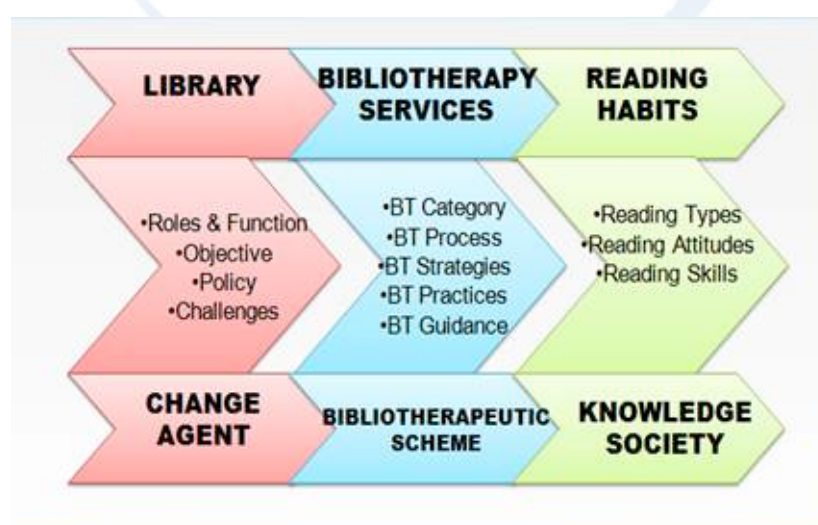 LIBRARY
BIBLIOTHERAPY
SERVICES
READING
HABITS
•Roles & Function
•Objective
•Policy
•Challenges
•BT Category
•BT Process
•BT Strategies
•BT Practices
•BT Guidance
•Reading Types
•Reading Attitudes
•Reading Skills
CHANGE
AGENT
BIBLIOTHERAPEUTIC
SCHEME
KNOWLEDGE
SOCIETY